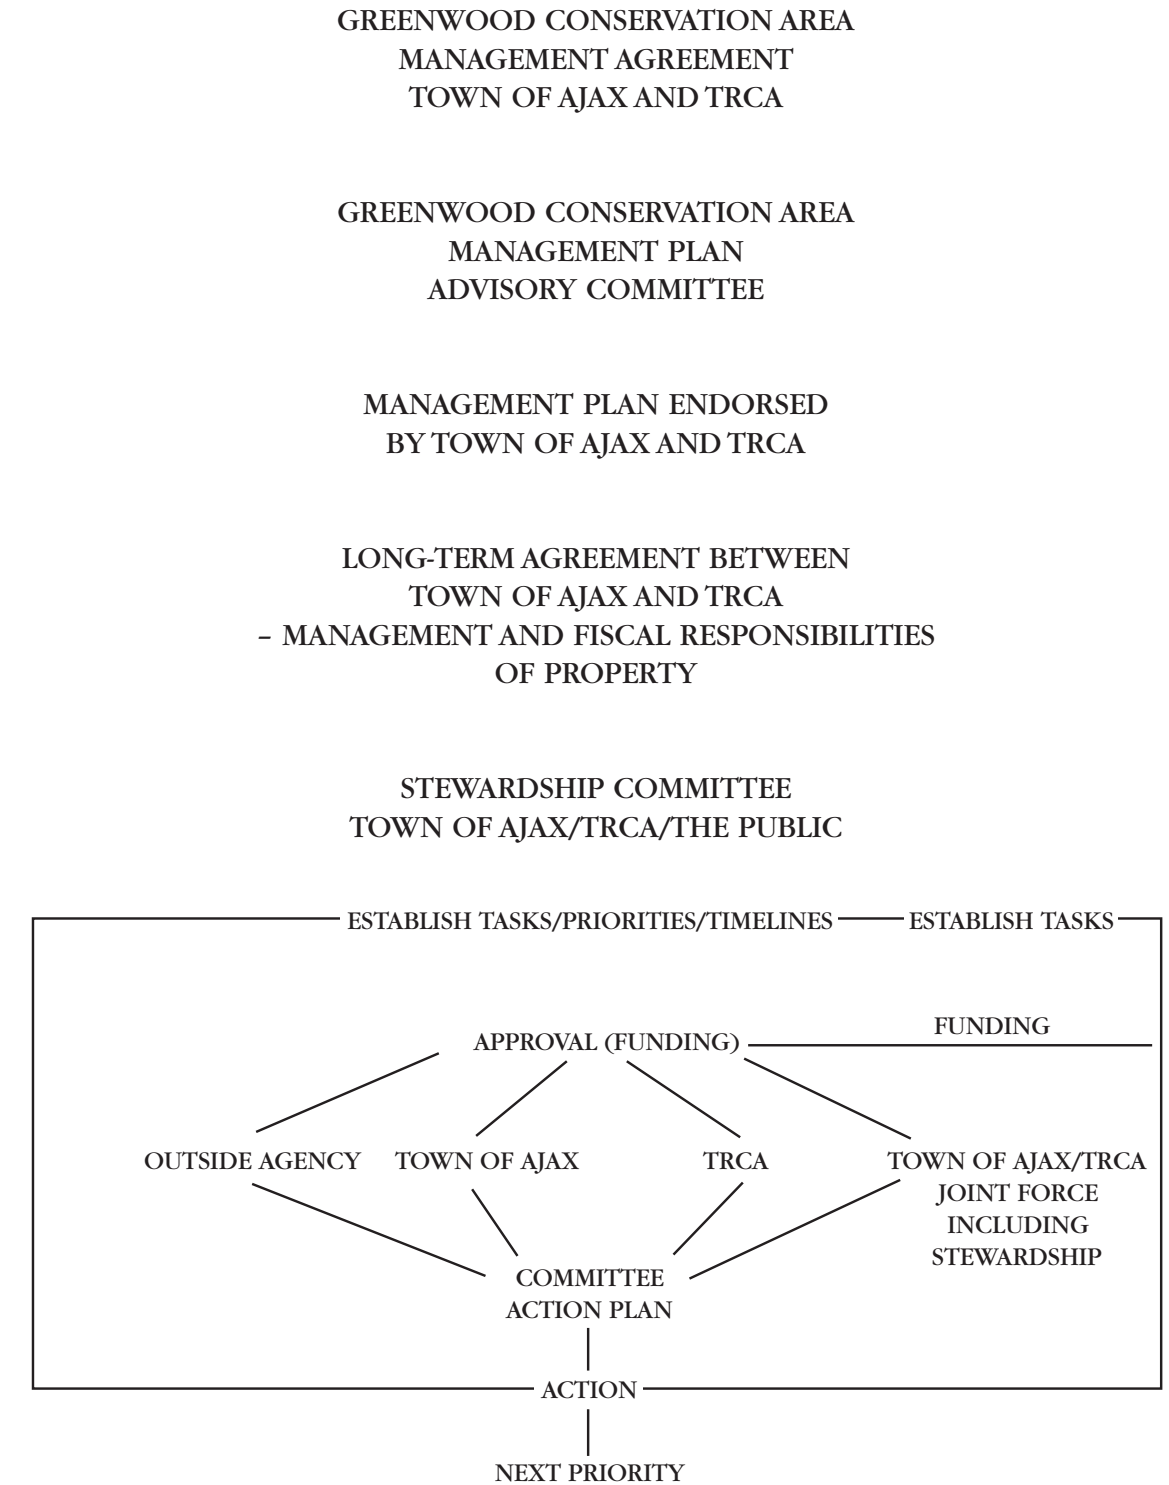 GREENWOOD CONSERVATION AREA
MANAGEMENT AGREEMENT
TOWN OF AJAX AND TRCA
GREENWOOD CONSERVATION AREA
MANAGEMENT PLAN
ADVISORY COMMITTEE
MANAGEMENT PLAN ENDORSED
BY TOWN OF AJAX AND TRCA
LONG-TERM AGREEMENT BETWEEN
TOWN OF AJAX AND TRCA
– MANAGEMENT AND FISCAL RESPONSIBILITIES
OF PROPERTY
STEWARDSHIP COMMITTEE
TOWN OF AJAX/TRCA/THE PUBLIC
ESTABLISH TASKS/PRIORITIES/TIMELINES
ESTABLISH TASKS
FUNDING
APPROVAL (FUNDING)
OUTSIDE AGENCY
TOWN OF AJAX
TRCA
TOWN OF AJAX/TRCA
JOINT FORCE
INCLUDING
STEWARDSHIP
COMMITTEE
ACTION PLAN
ACTION
NEXT PRIORITY